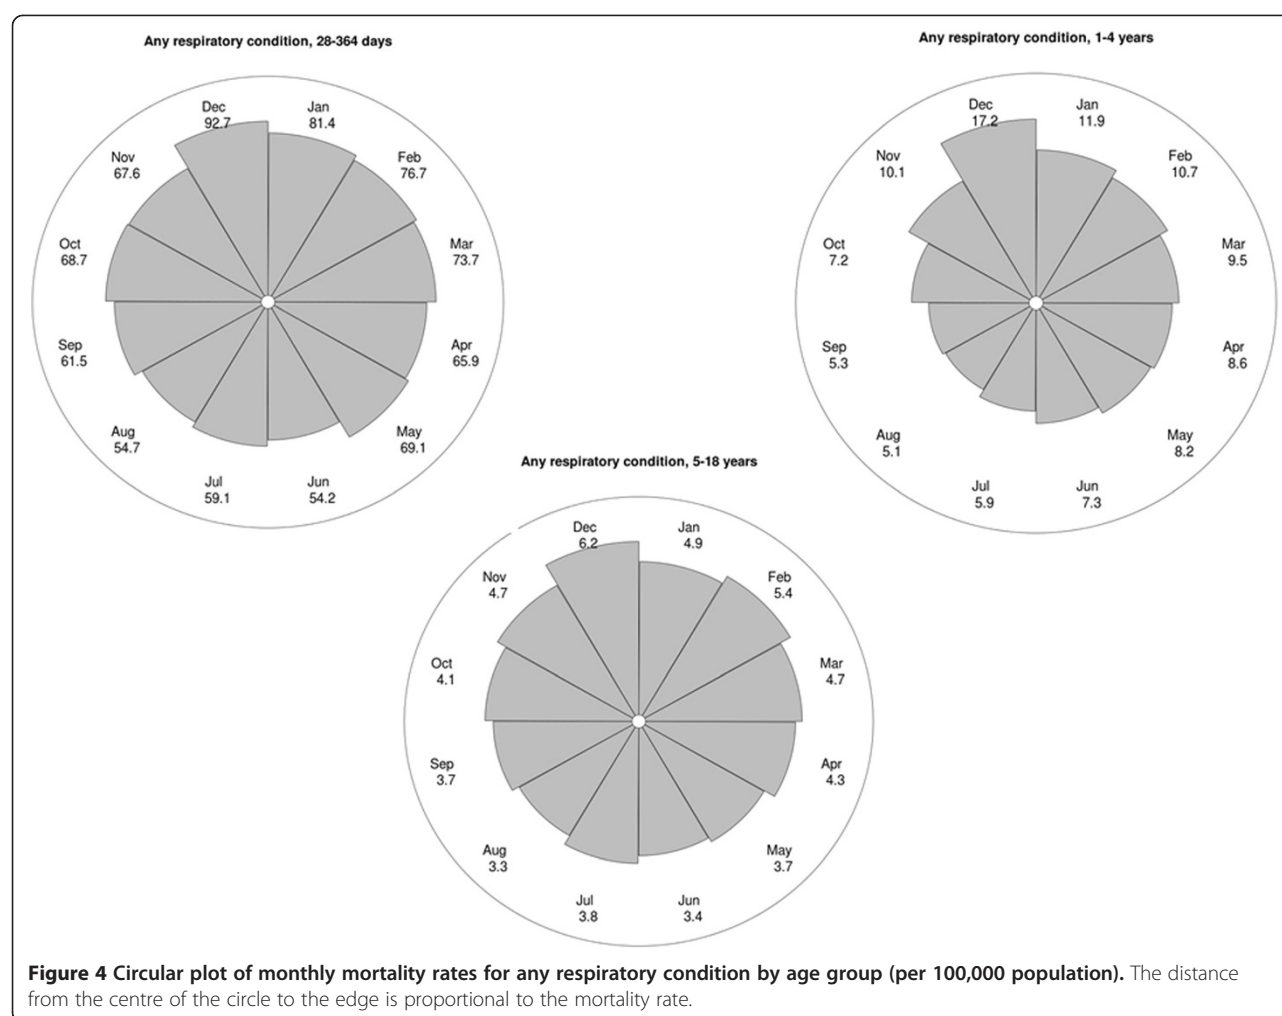 Any respiratory condition, 28-364 days
Dec
92.7
Jan
81.4
Nov
67.6
Feb
76.7
Oct
68.7
Mar
73.7
Sep
61.5
Apr
65.9
Aug
54.7
May
69.1
Jul
59.1
Jun
54.2
Any respiratory condition, 1-4 years
Dec
17.2
Jan
11.9
Nov
10.1
Feb
10.7
Oct
7.2
Mar
9.5
Sep
5.3
Apr
8.6
Aug
5.1
May
8.2
Jul
5.9
Jun
7.3
Any respiratory condition, 5-18 years
Dec
6.2
Jan
4.9
Nov
4.7
Feb
5.4
Oct
4.1
Mar
4.7
Sep
3.7
Apr
4.3
Aug
3.3
May
3.7
Jul
3.8
Jun
3.4
Figure 4 Circular plot of monthly mortality rates for any respiratory condition by age group (per 100,000 population). The distance
from the centre of the circle to the edge is proportional to the mortality rate.